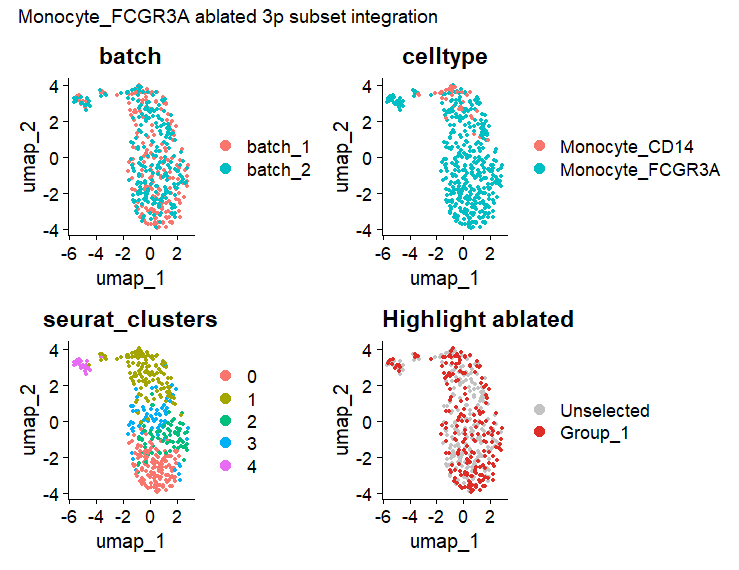 Monocyte_FCGR3A ablated 3p subset integration
batch
celltype
4
2
0
-2
-4
umap_2
-6 -4 -2 0 2
umap_1
batch_1
batch_2
4
2
0
-2
-4
umap_2
-6 -4 -2 0 2
umap_1
Monocyte_CD14
Monocyte_FCGR3A
seurat_clusters
Highlight ablated
4
2
0
-2
-4
umap_2
-6 -4 -2 0 2
umap_1
0
1
2
3
4
4
2
0
-2
-4
umap_2
-6 -4 -2 0 2
umap_1
Unselected
Group_1